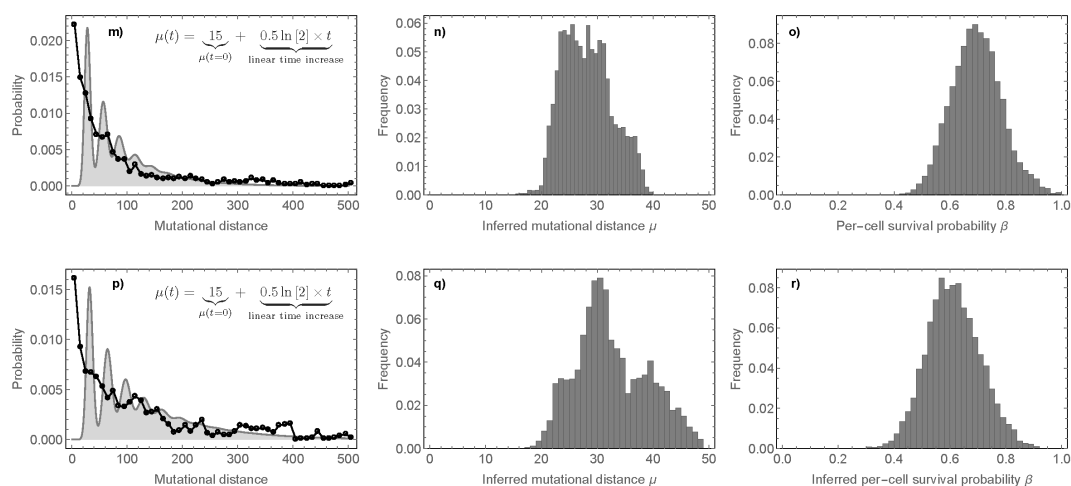 m)
μ(t) = 15 + 0.5 ln [2] × t
μ(t=0) linear time increase
Probability
0.020
0.015
0.010
0.005
0.000
0 100 200 300 400 500
Mutational distance
n)
Frequency
0.06
0.05
0.04
0.03
0.02
0.01
0.00
0 10 20 30 40 50
Inferred mutational distance μ
o)
Frequency
0.08
0.06
0.04
0.02
0.00
0.0 0.2 0.4 0.6 0.8 1.0
Per-cell survival probability β
p)
μ(t) = 15 + 0.5 ln [2] × t
μ(t=0) linear time increase
Probability
0.015
0.010
0.005
0.000
0 100 200 300 400 500
Mutational distance
q)
Frequency
0.08
0.06
0.04
0.02
0.00
0 10 20 30 40 50
Inferred mutational distance μ
r)
Frequency
0.08
0.06
0.04
0.02
0.00
0.0 0.2 0.4 0.6 0.8 1.0
Inferred per-cell survival probability β